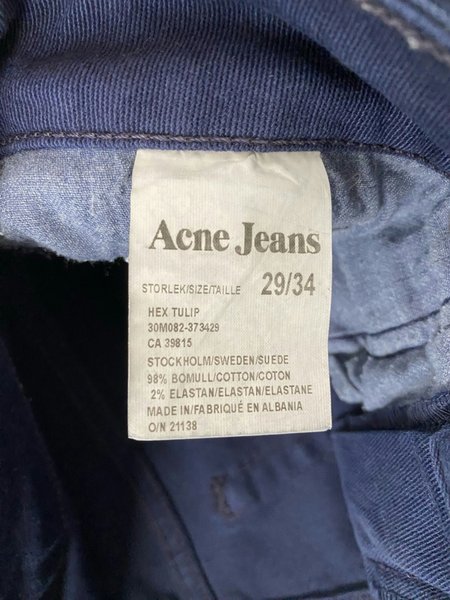 Acne Jeans
STORLEK/SIZE/TAILLE 29/34
HEX TULIP
30M082-373429
CA 39815
STOCKHOLM/SWEDEN/SUEDE
98% BOMULL/COTTON/COTON
2% ELASTAN/ELASTAN/ELASTANE
MADE IN/FABRIQUÉ EN ALBANIA
O/N 21138